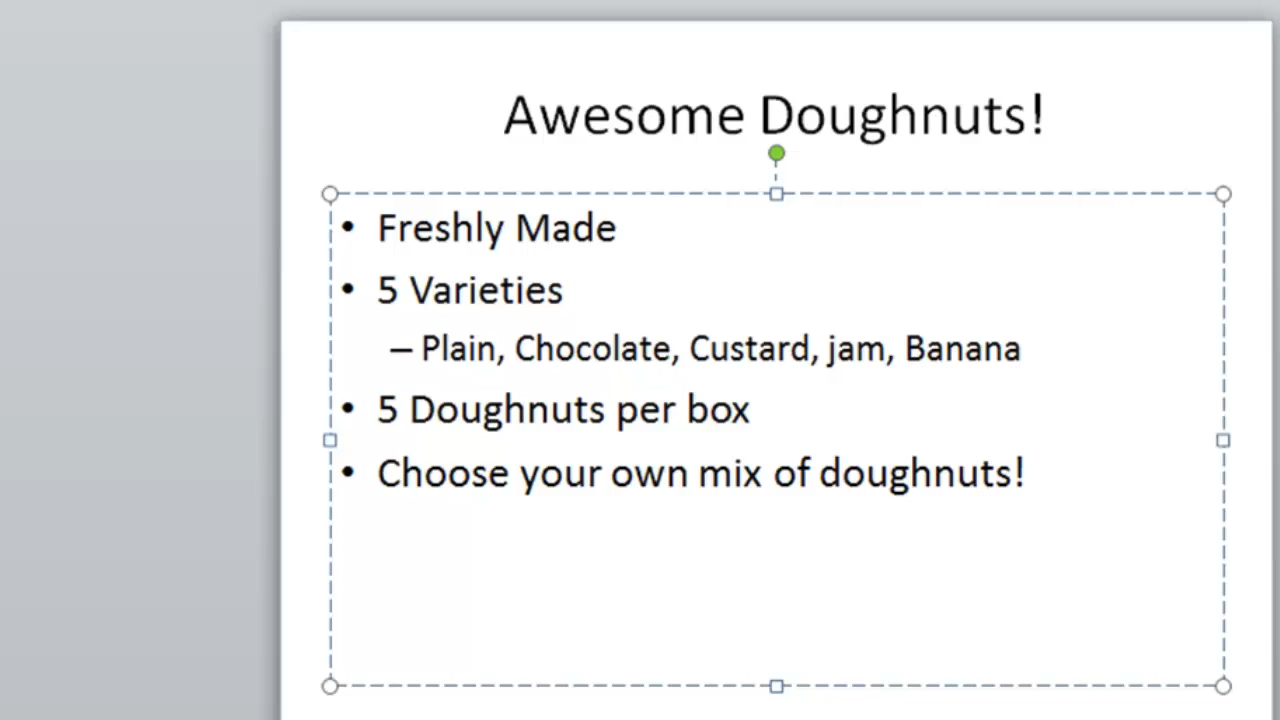 Awesome Doughnuts!
• Freshly Made
• 5 Varieties
– Plain, Chocolate, Custard, jam, Banana
• 5 Doughnuts per box
• Choose your own mix of doughnuts!